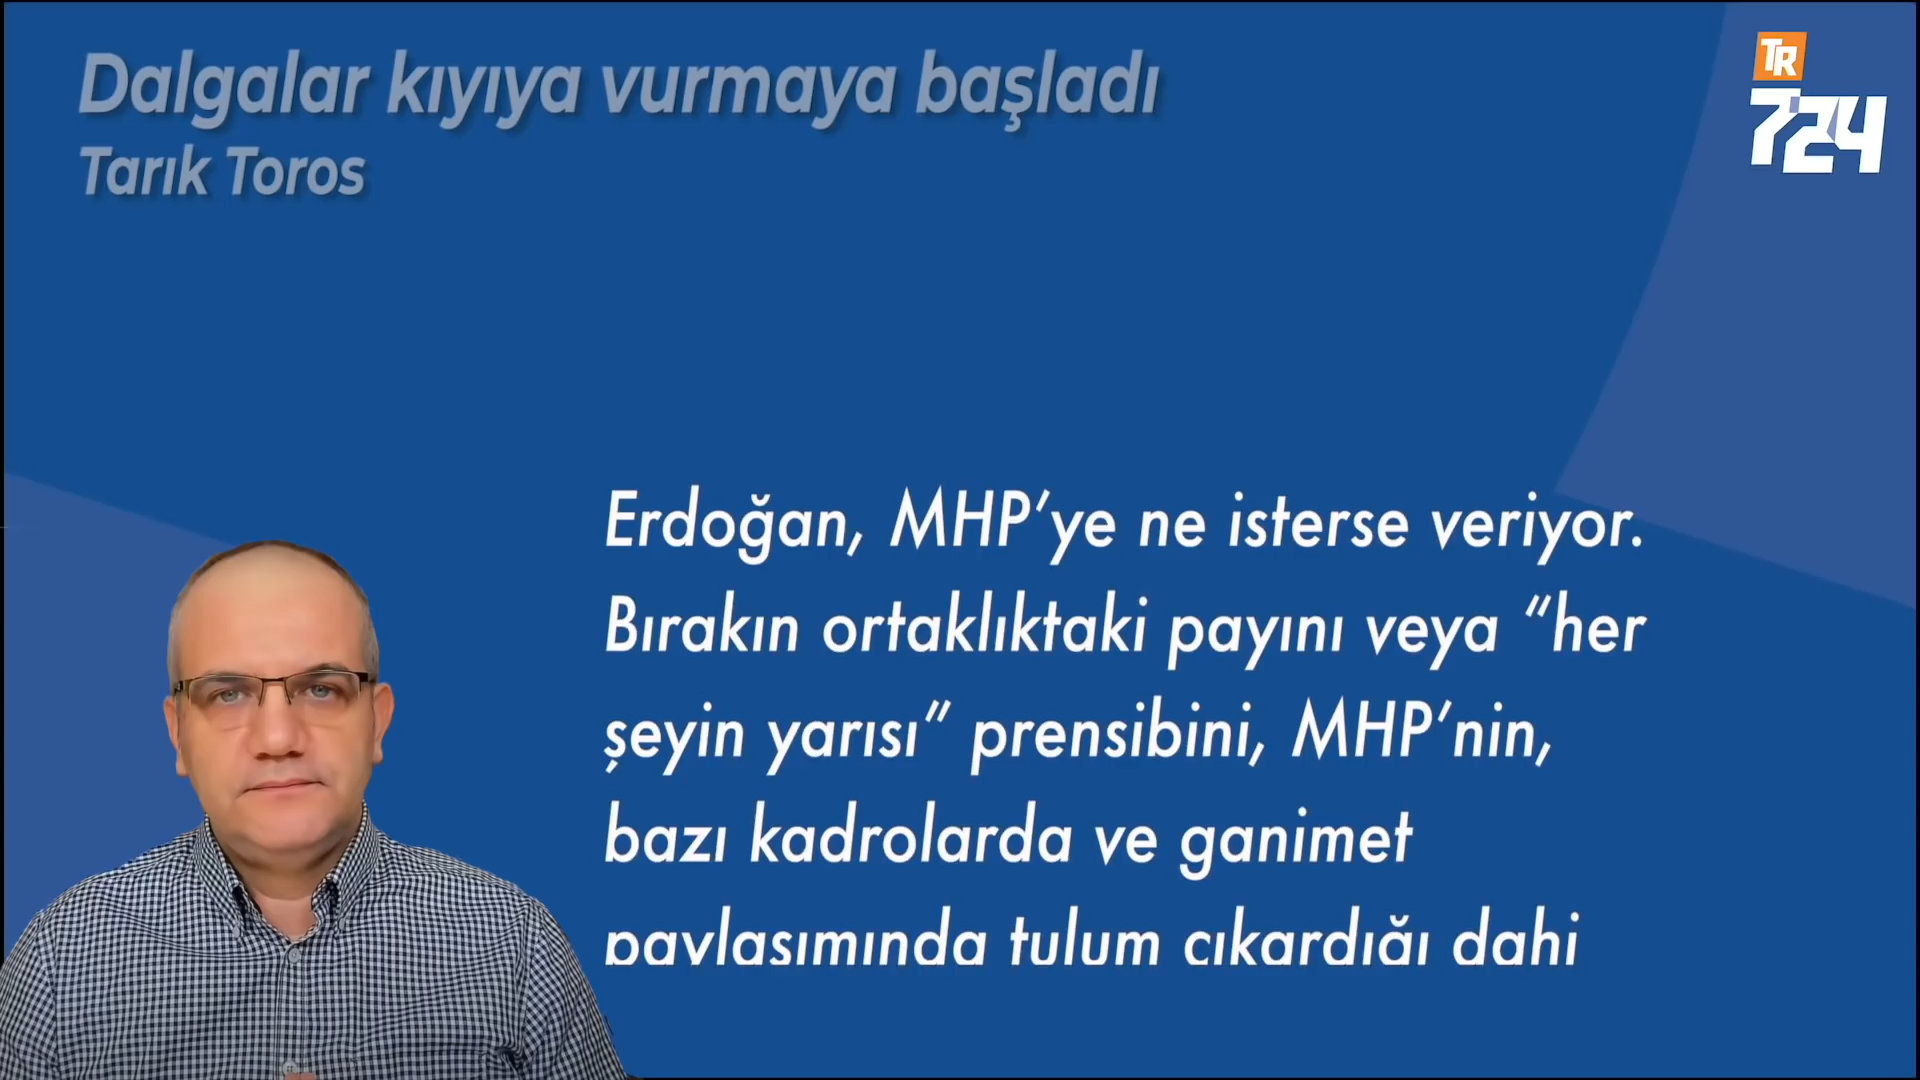 Dalgalar kıyıya vurmaya başladı
Tarık Toros
TR
724
Erdoğan, MHP’ye ne isterse veriyor.
Bırakın ortaklıktaki payını veya “her
şeyin yarısı” prensibini, MHP’nin,
bazı kadrolarda ve ganimet
paylaşımında tulum çıkardığı dahi